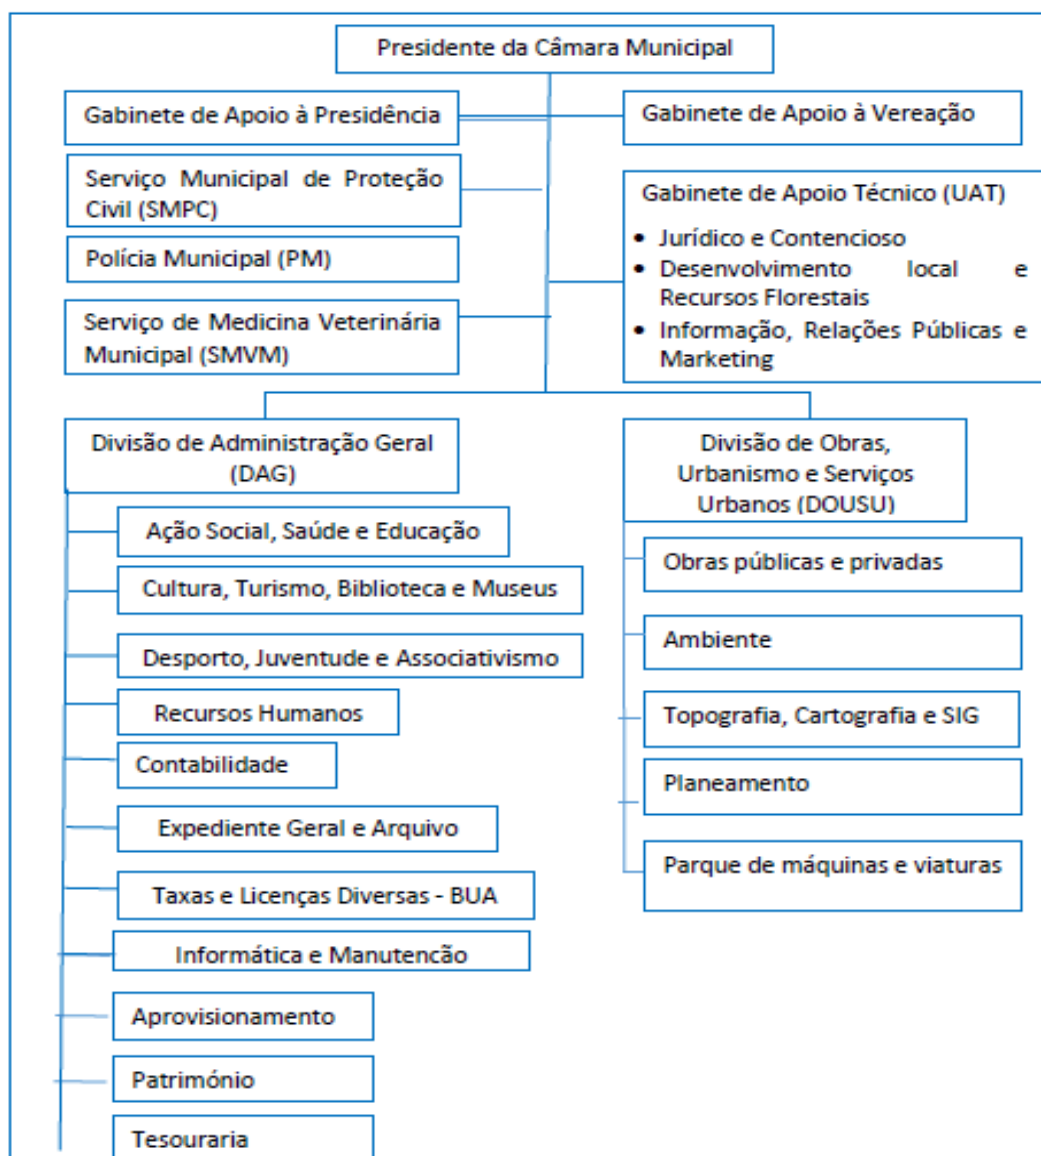 Presidente da Câmara Municipal
Gabinete de Apoio à Presidência
Gabinete de Apoio à Vereação
Serviço Municipal de Proteção
Civil (SMPC)
Polícia Municipal (PM)
Serviço de Medicina Veterinária
Municipal (SMVM)
Gabinete de Apoio Técnico (UAT)
• Jurídico e Contencioso
• Desenvolvimento local e
Recursos Florestais
• Informação, Relações Públicas e
Marketing
Divisão de Administração Geral
(DAG)
Ação Social, Saúde e Educação
Cultura, Turismo, Biblioteca e Museus
Desporto, Juventude e Associativismo
Recursos Humanos
Contabilidade
Expediente Geral e Arquivo
Taxas e Licenças Diversas - BUA
Informática e Manutencão
Aprovisionamento
Património
Tesouraria
Divisão de Obras,
Urbanismo e Serviços
Urbanos (DOUSU)
Obras públicas e privadas
Ambiente
Topografia, Cartografia e SIG
Planeamento
Parque de máquinas e viaturas